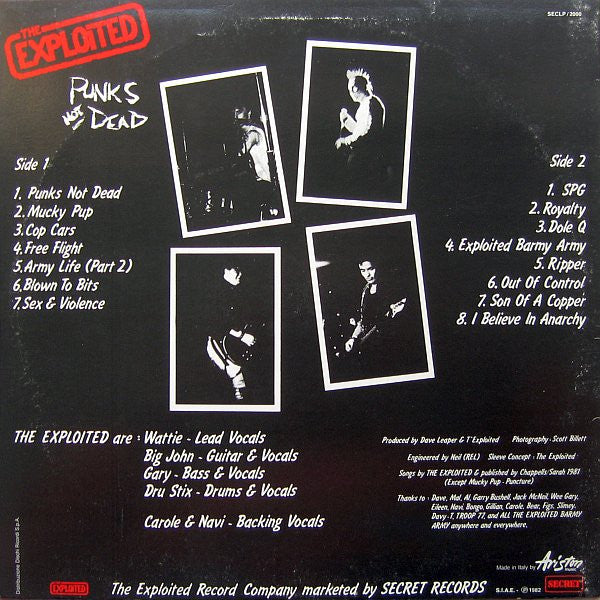 THE
EXPLOITED
PUNKS
NOT
DEAD
SECLP / 2000
Side 1
1. Punks Not Dead
2. Mucky Pup
3. Cop Cars
4. Free Flight
5. Army Life (Part 2)
6. Blown To Bits
7. Sex & Violence
Side 2
1. SPG
2. Royalty
3. Dole Q
4. Exploited Barmy Army
5. Ripper
6. Out Of Control
7. Son Of A Copper
8. I Believe In Anarchy
THE EXPLOITED are : Wattie - Lead Vocals
Big John - Guitar & Vocals
Gary - Bass & Vocals
Dru Stix - Drums & Vocals
Carole & Navi - Backing Vocals
Produced by Dave Leaper & T'Exploited Photography - Scott Billett
Engineered by Neil (REL) Sleeve Concept : The Exploited
Songs by THE EXPLOITED & published by Chappells/Sarah 1981
(Except Mucky Pup - Puncture)
Thanks to : Dave, Mal, Al, Garry Bushell, Jack McNeil, Wee Gary,
Eileen, Navi, Bongo, Gillian, Carole, Bear, Figs, Slimey,
Davy-T, TROOP 77, and ALL THE EXPLOITED BARMY
ARMY anywhere and everywhere.
Made in Italy by Ariston
Distribuzione Dischi Ricordi S.p.A.
EXPLOITED
The Exploited Record Company marketed by SECRET RECORDS
S.I.A.E. - ℗ 1982
SECRET